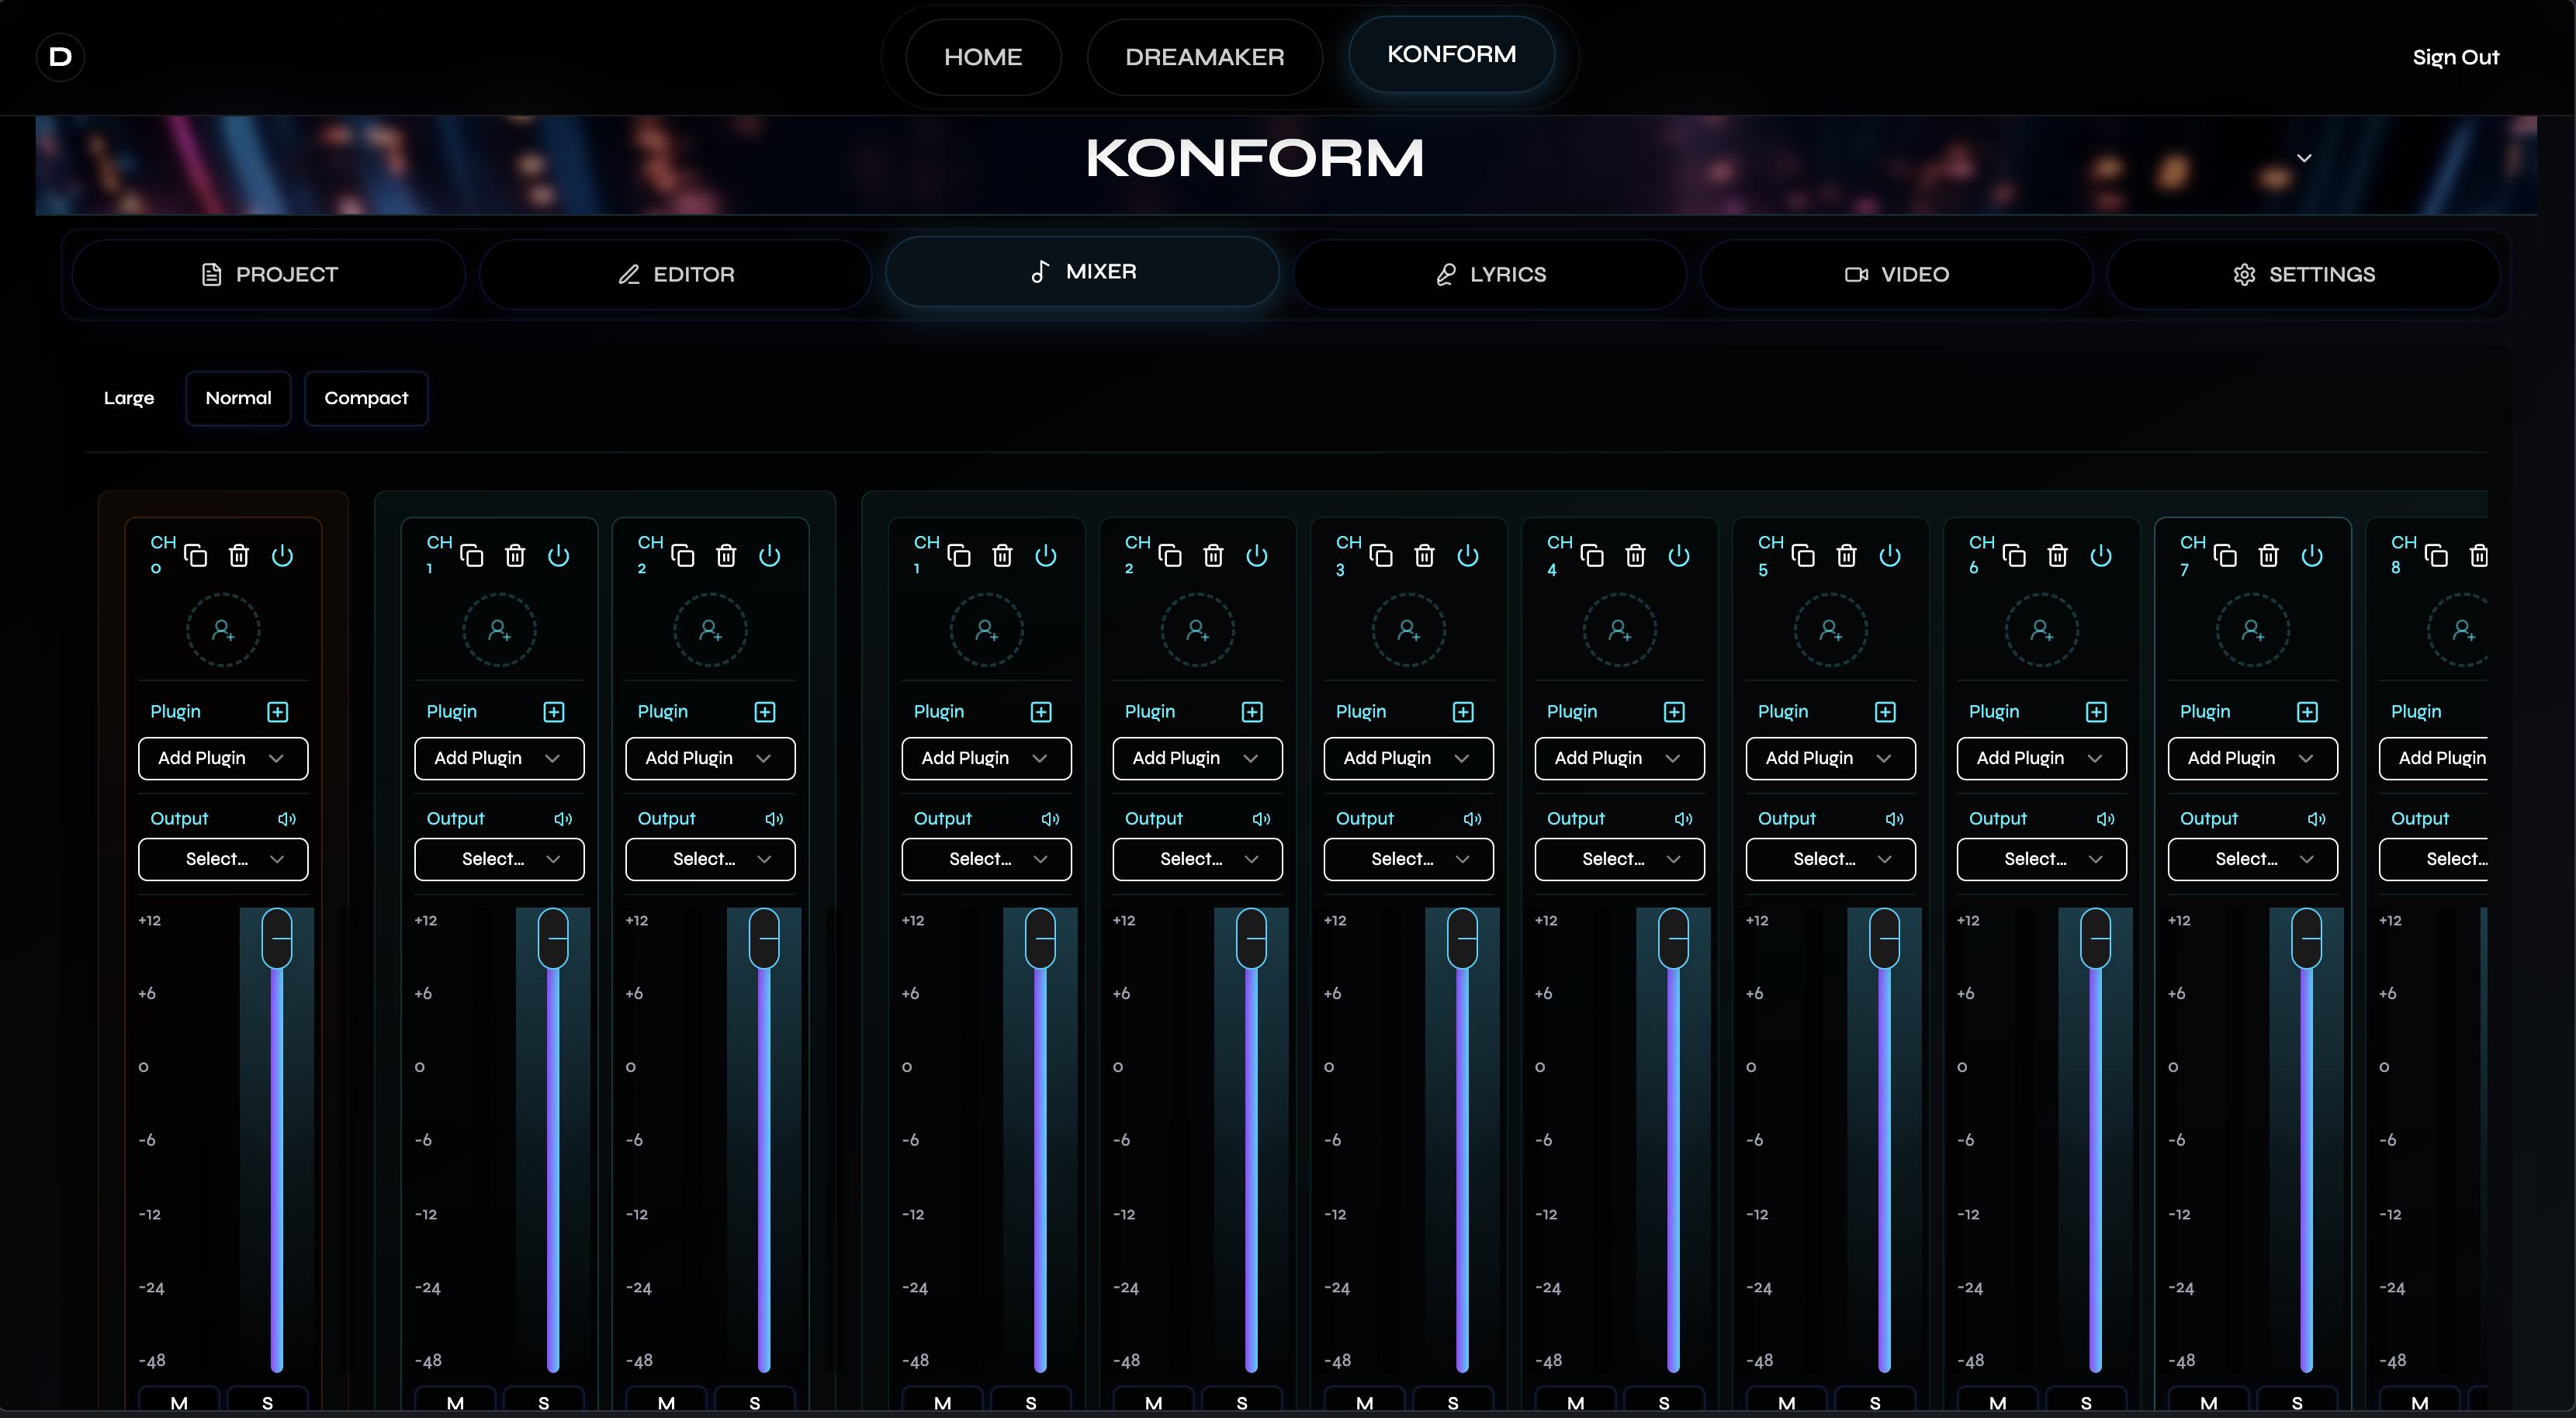 D HOME DREAMAKER KONFORM Sign Out
KONFORM
PROJECT EDITOR MIXER LYRICS VIDEO SETTINGS
Large Normal Compact
CH 0 CH 1 CH 2 CH 1 CH 2 CH 3 CH 4 CH 5 CH 6 CH 7 CH 8
Plugin Plugin Plugin Plugin Plugin Plugin Plugin Plugin Plugin Plugin Plugin
Add Plugin Add Plugin Add Plugin Add Plugin Add Plugin Add Plugin Add Plugin Add Plugin Add Plugin Add Plugin Add Plugin
Output Output Output Output Output Output Output Output Output Output Output
Select... Select... Select... Select... Select... Select... Select... Select... Select... Select... Select...
+12 +12 +12 +12 +12 +12 +12 +12 +12 +12 +12
+6 +6 +6 +6 +6 +6 +6 +6 +6 +6 +6
0 0 0 0 0 0 0 0 0 0 0
-6 -6 -6 -6 -6 -6 -6 -6 -6 -6 -6
-12 -12 -12 -12 -12 -12 -12 -12 -12 -12 -12
-24 -24 -24 -24 -24 -24 -24 -24 -24 -24 -24
-48 -48 -48 -48 -48 -48 -48 -48 -48 -48 -48
M S M S M S M S M S M S M S M S M S M S M